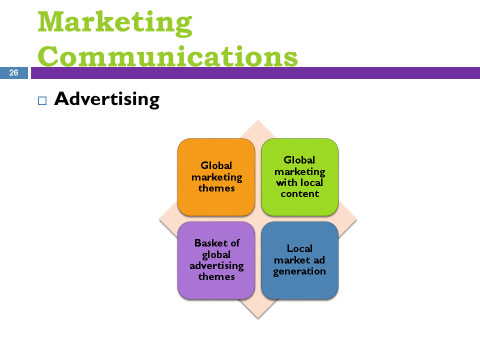 Marketing
Communications
26
Advertising
Global
marketing
themes
Global
marketing
with local
content
Basket of
global
advertising
themes
Local
market ad
generation